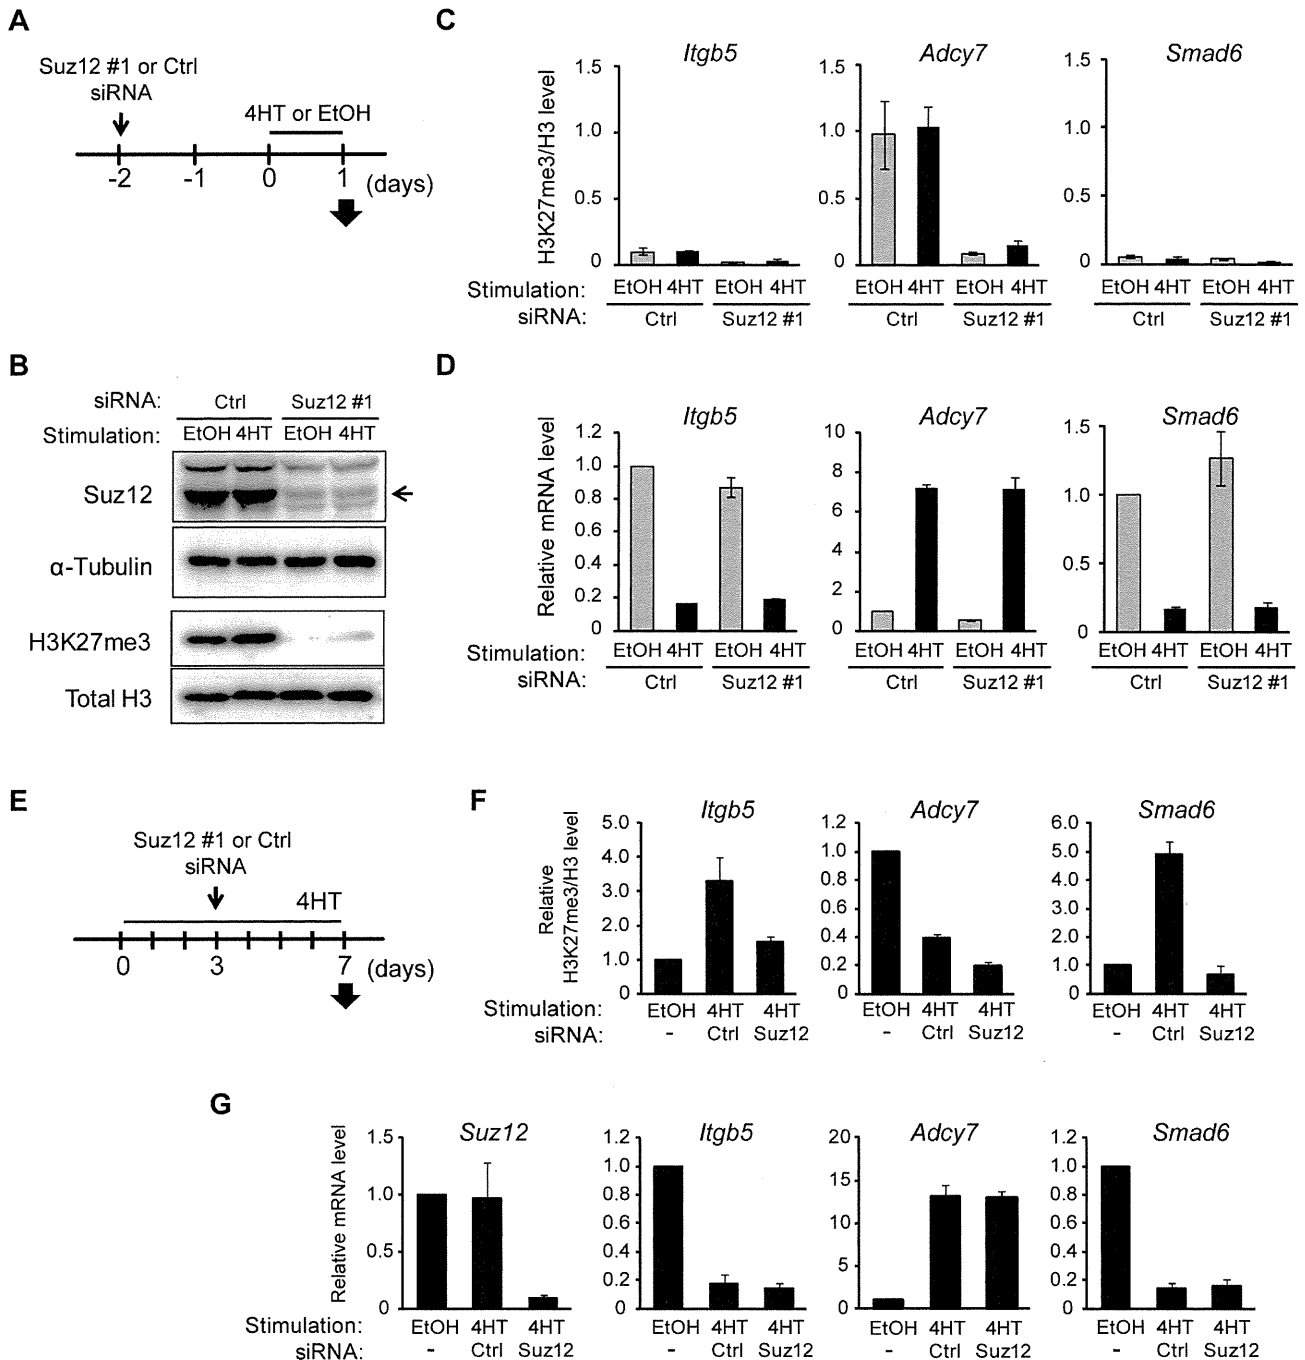 A
Suz12 #1 or Ctrl
siRNA
4HT or EtOH
-2 -1 0 1 (days)
B
siRNA: Ctrl Suz12 #1
Stimulation: EtOH 4HT EtOH 4HT
Suz12
α-Tubulin
H3K27me3
Total H3
C
Itgb5 Adcy7 Smad6
H3K27me3/H3 level
1.5 1.5 1.5
1.0 1.0 1.0
0.5 0.5 0.5
0 0 0
Stimulation: EtOH 4HT EtOH 4HT EtOH 4HT EtOH 4HT EtOH 4HT EtOH 4HT
siRNA: Ctrl Suz12 #1 Ctrl Suz12 #1 Ctrl Suz12 #1
D
Itgb5 Adcy7 Smad6
Relative mRNA level
1.2 10 1.5
1.0 8 1.0
0.8 6 0.5
0.6 4 0
0.4 2
0.2 0
0
Stimulation: EtOH 4HT EtOH 4HT EtOH 4HT EtOH 4HT EtOH 4HT EtOH 4HT
siRNA: Ctrl Suz12 #1 Ctrl Suz12 #1 Ctrl Suz12 #1
E
Suz12 #1 or Ctrl
siRNA
4HT
0 3 7 (days)
F
Itgb5 Adcy7 Smad6
Relative
H3K27me3/H3 level
5.0 1.2 6.0
4.0 1.0 5.0
3.0 0.8 4.0
2.0 0.6 3.0
1.0 0.4 2.0
0 0.2 1.0
0 0
Stimulation: EtOH 4HT 4HT EtOH 4HT 4HT EtOH 4HT 4HT
siRNA: - Ctrl Suz12 - Ctrl Suz12 - Ctrl Suz12
G
Suz12 Itgb5 Adcy7 Smad6
Relative mRNA level
1.5 1.2 20 1.2
1.0 1.0 15 1.0
0.5 0.8 10 0.8
0 0.6 5 0.6
0.4 0 0.4
0.2 0.2
0 0
Stimulation: EtOH 4HT 4HT EtOH 4HT 4HT EtOH 4HT 4HT EtOH 4HT 4HT
siRNA: - Ctrl Suz12 - Ctrl Suz12 - Ctrl Suz12 - Ctrl Suz12